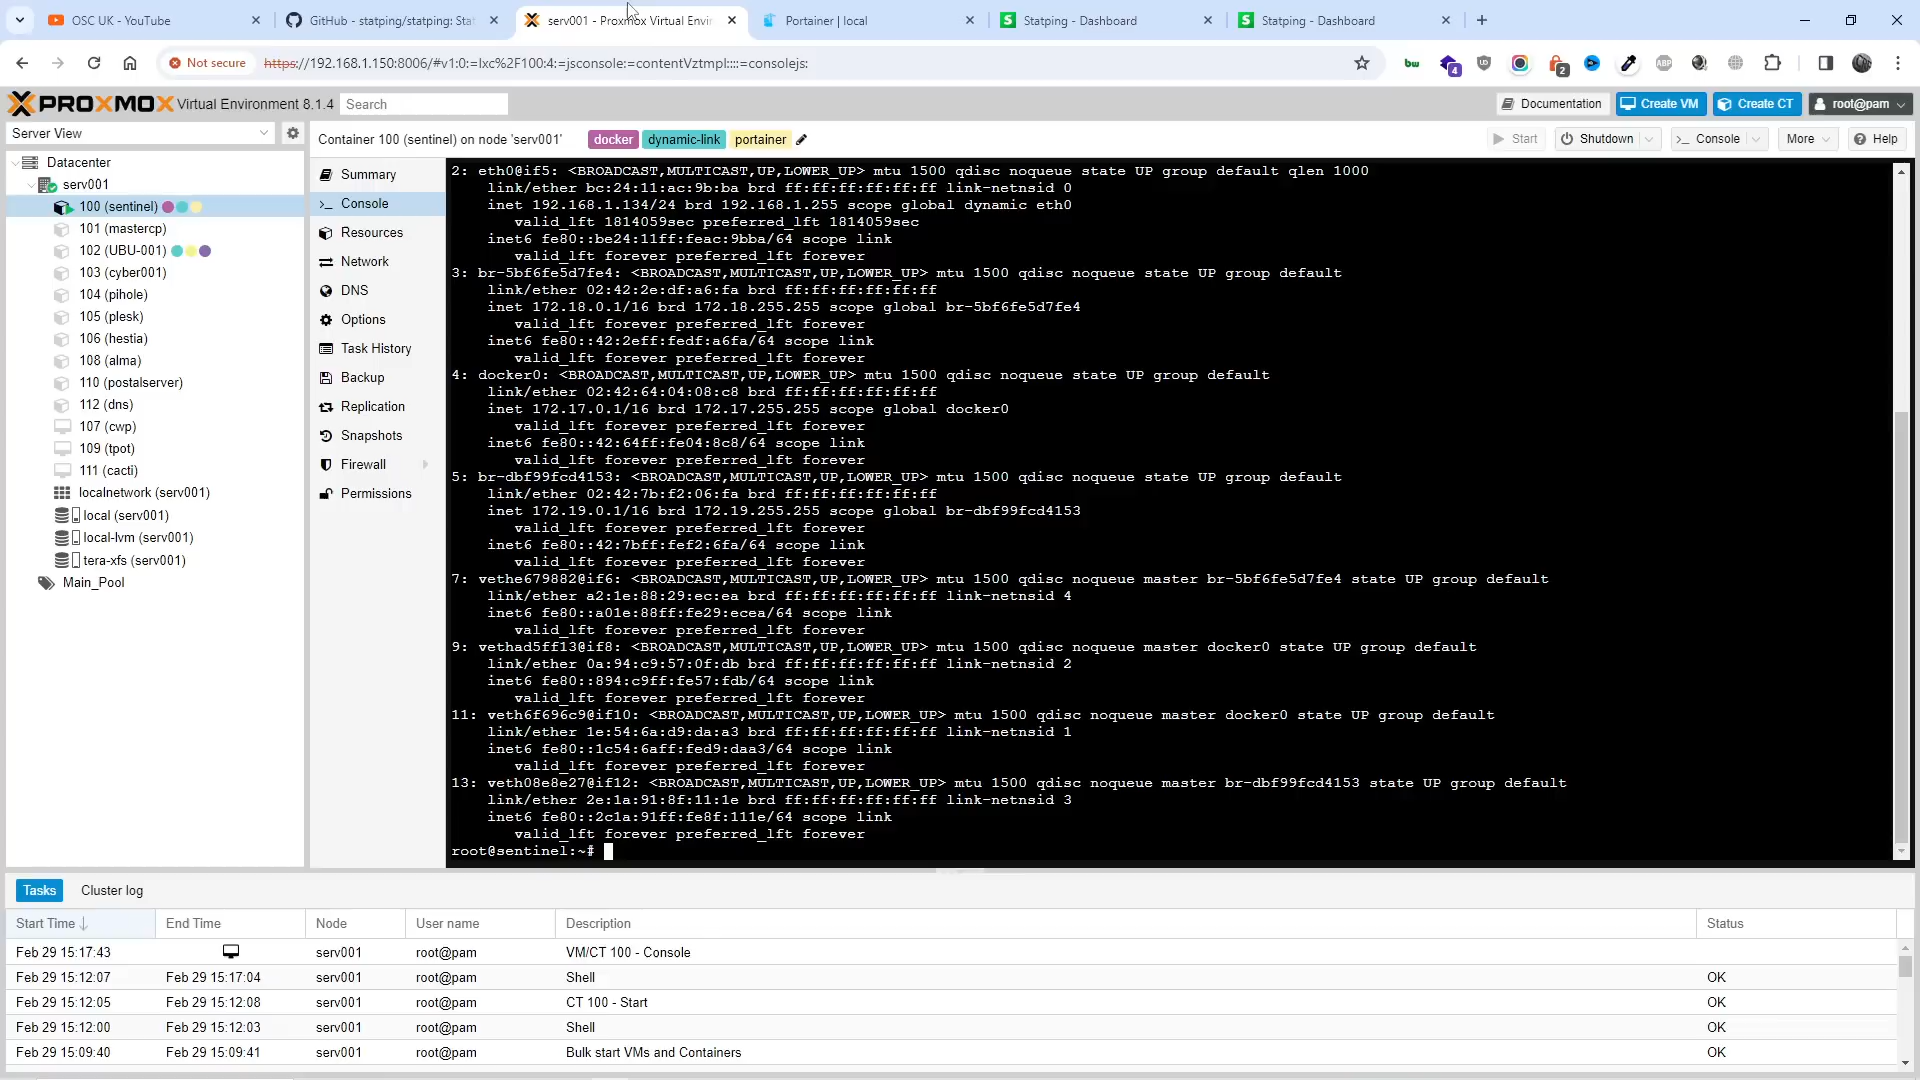 OSC UK - YouTube
GitHub - statping/statping: Stat
serv001 - Proxmox Virtual Envir
Portainer | local
Statping - Dashboard
Statping - Dashboard
Not secure
https://192.168.1.150:8006/#v1:0:=lxc%2F100:4:=jsconsole:=contentVztmpl::::=consolejs:
PROXMOX Virtual Environment 8.1.4
Search
Documentation
Create VM
Create CT
root@pam
Server View
Container 100 (sentinel) on node 'serv001'
docker
dynamic-link
portainer
Start
Shutdown
Console
More
Help
Datacenter
serv001
100 (sentinel)
101 (mastercp)
102 (UBU-001)
103 (cyber001)
104 (pihole)
105 (plesk)
106 (hestia)
108 (alma)
110 (postalserver)
112 (dns)
107 (cwp)
109 (tpot)
111 (cacti)
localnetwork (serv001)
local (serv001)
local-lvm (serv001)
tera-xfs (serv001)
Main_Pool
Summary
Console
Resources
Network
DNS
Options
Task History
Backup
Replication
Snapshots
Firewall
Permissions
2: eth0@if5: <BROADCAST,MULTICAST,UP,LOWER_UP> mtu 1500 qdisc noqueue state UP group default qlen 1000
link/ether bc:24:11:ac:9b:ba brd ff:ff:ff:ff:ff:ff link-netnsid 0
inet 192.168.1.134/24 brd 192.168.1.255 scope global dynamic eth0
valid_lft 1814059sec preferred_lft 1814059sec
inet6 fe80::be24:11ff:feac:9bba/64 scope link
valid_lft forever preferred_lft forever
3: br-5bf6fe5d7fe4: <BROADCAST,MULTICAST,UP,LOWER_UP> mtu 1500 qdisc noqueue state UP group default
link/ether 02:42:2e:df:a6:fa brd ff:ff:ff:ff:ff:ff
inet 172.18.0.1/16 brd 172.18.255.255 scope global br-5bf6fe5d7fe4
valid_lft forever preferred_lft forever
inet6 fe80::42:2eff:fedf:a6fa/64 scope link
valid_lft forever preferred_lft forever
4: docker0: <BROADCAST,MULTICAST,UP,LOWER_UP> mtu 1500 qdisc noqueue state UP group default
link/ether 02:42:64:04:08:c8 brd ff:ff:ff:ff:ff:ff
inet 172.17.0.1/16 brd 172.17.255.255 scope global docker0
valid_lft forever preferred_lft forever
inet6 fe80::42:64ff:fe04:8c8/64 scope link
valid_lft forever preferred_lft forever
5: br-dbf99fcd4153: <BROADCAST,MULTICAST,UP,LOWER_UP> mtu 1500 qdisc noqueue state UP group default
link/ether 02:42:7b:f2:06:fa brd ff:ff:ff:ff:ff:ff
inet 172.19.0.1/16 brd 172.19.255.255 scope global br-dbf99fcd4153
valid_lft forever preferred_lft forever
inet6 fe80::42:7bff:fef2:6fa/64 scope link
valid_lft forever preferred_lft forever
7: vethe679882@if6: <BROADCAST,MULTICAST,UP,LOWER_UP> mtu 1500 qdisc noqueue master br-5bf6fe5d7fe4 state UP group default
link/ether a2:1e:88:29:ec:ea brd ff:ff:ff:ff:ff:ff link-netnsid 4
inet6 fe80::a01e:88ff:fe29:ecea/64 scope link
valid_lft forever preferred_lft forever
9: vethad5ff13@if8: <BROADCAST,MULTICAST,UP,LOWER_UP> mtu 1500 qdisc noqueue master docker0 state UP group default
link/ether 0a:94:c9:57:0f:db brd ff:ff:ff:ff:ff:ff link-netnsid 2
inet6 fe80::894:c9ff:fe57:fdb/64 scope link
valid_lft forever preferred_lft forever
11: veth6f696c9@if10: <BROADCAST,MULTICAST,UP,LOWER_UP> mtu 1500 qdisc noqueue master docker0 state UP group default
link/ether 1e:54:6a:d9:da:a3 brd ff:ff:ff:ff:ff:ff link-netnsid 1
inet6 fe80::1c54:6aff:fed9:daa3/64 scope link
valid_lft forever preferred_lft forever
13: veth08e8e27@if12: <BROADCAST,MULTICAST,UP,LOWER_UP> mtu 1500 qdisc noqueue master br-dbf99fcd4153 state UP group default
link/ether 2e:1a:91:8f:11:1e brd ff:ff:ff:ff:ff:ff link-netnsid 3
inet6 fe80::2c1a:91ff:fe8f:111e/64 scope link
valid_lft forever preferred_lft forever
root@sentinel:~#
Tasks
Cluster log
Start Time
End Time
Node
User name
Description
Status
Feb 29 15:17:43 serv001 root@pam VM/CT 100 - Console
Feb 29 15:12:07 Feb 29 15:17:04 serv001 root@pam Shell OK
Feb 29 15:12:05 Feb 29 15:12:08 serv001 root@pam CT 100 - Start OK
Feb 29 15:12:00 Feb 29 15:12:03 serv001 root@pam Shell OK
Feb 29 15:09:40 Feb 29 15:09:41 serv001 root@pam Bulk start VMs and Containers OK